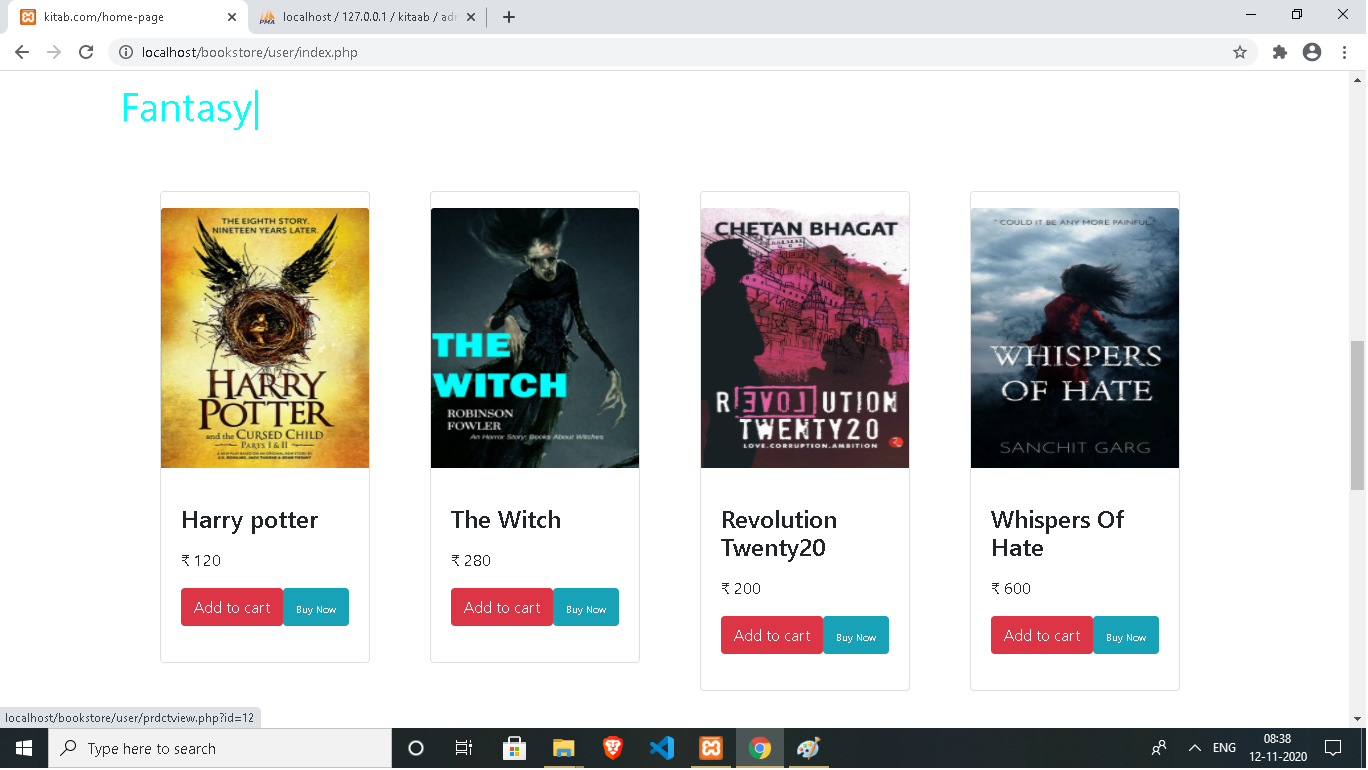 kitab.com/home-page
localhost / 127.0.0.1 / kitaab / adr
localhost/bookstore/user/index.php
Fantasy
THE EIGHTH STORY.
NINETEEN YEARS LATER.
HARRY
POTTER
and the CURSED CHILD
PARTS I & II
THE
WITCH
ROBINSON
FOWLER
An Horror Story: Books About Witches
CHETAN BHAGAT
REVOLUTION
TWENTY20
LOVE.CORRUPTION.AMBITION
"COULD IT BE ANY MORE PAINFUL"
WHISPERS
OF HATE
SANCHIT GARG
Harry potter
₹ 120
Add to cart Buy Now
The Witch
₹ 280
Add to cart Buy Now
Revolution
Twenty20
₹ 200
Add to cart Buy Now
Whispers Of
Hate
₹ 600
Add to cart Buy Now
localhost/bookstore/user/prdctview.php?id=12
Type here to search
ENG
08:38
12-11-2020